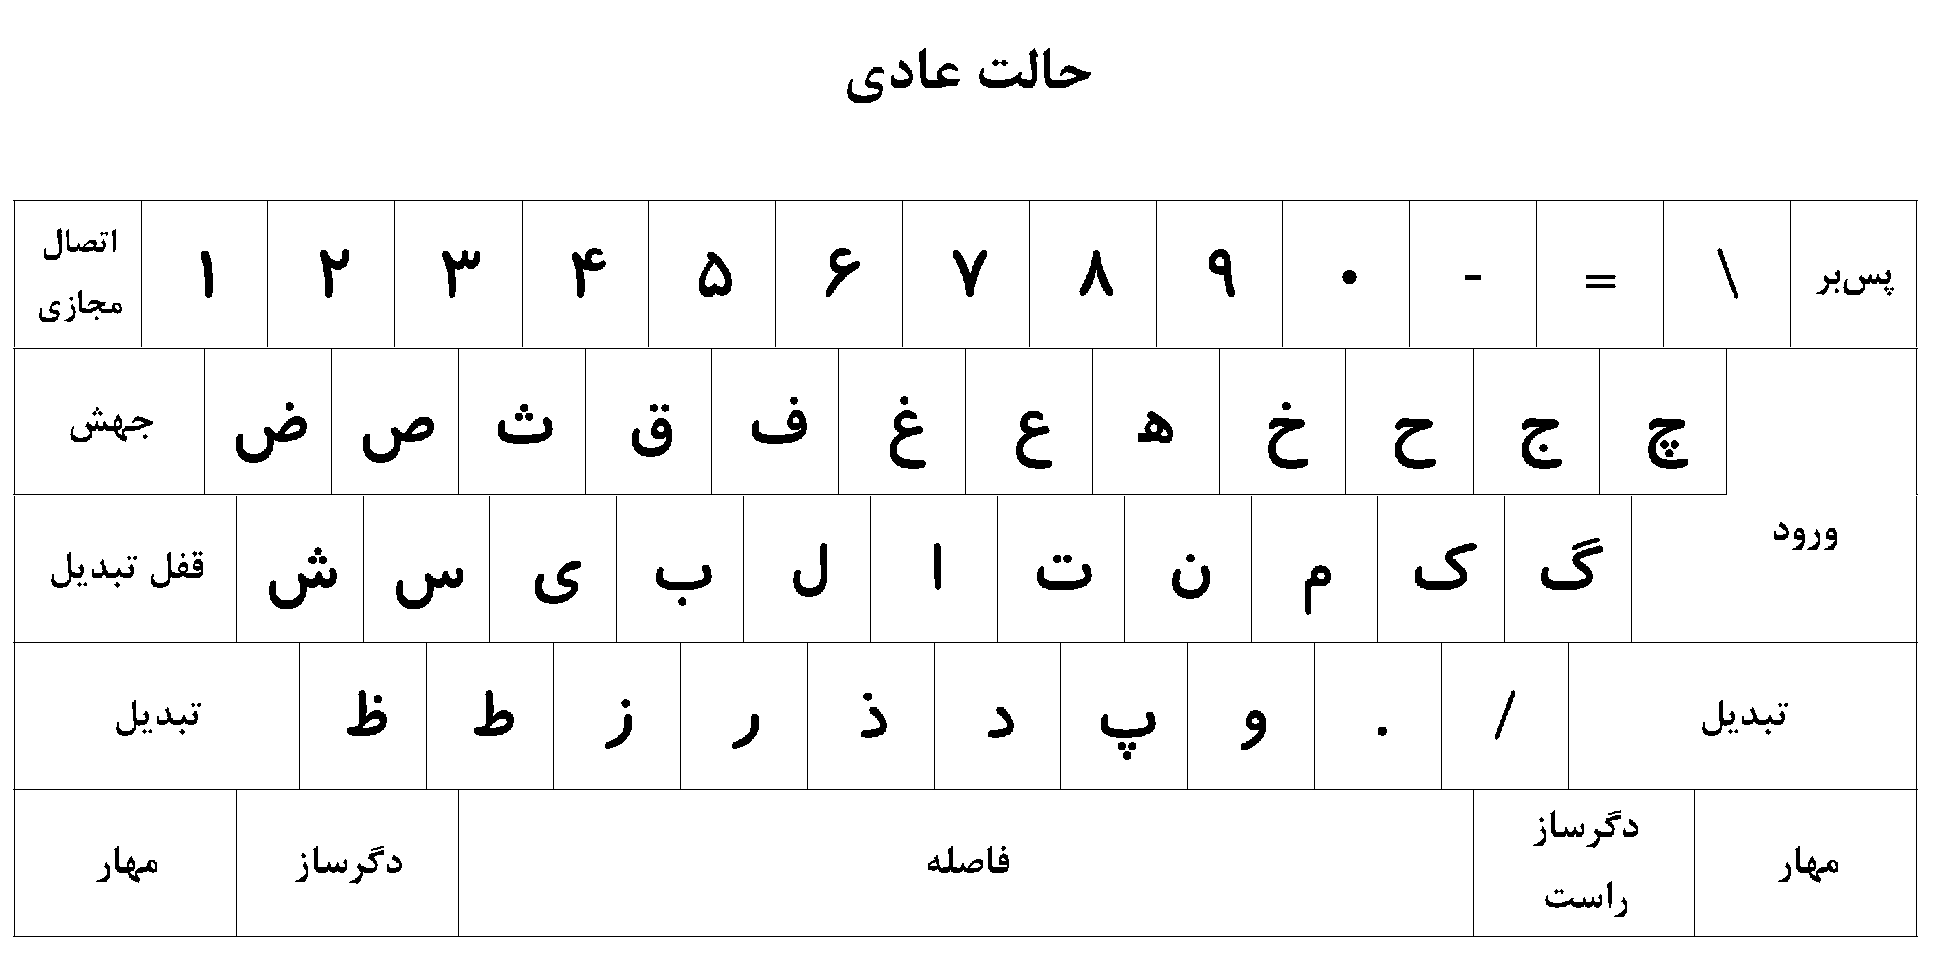 حالت عادی
اتصال مجازی ۱ ۲ ۳ ۴ ۵ ۶ ۷ ۸ ۹ ۰ - = \ پس‌بر
جهش ض ص ث ق ف غ ع ه خ ح ج چ
قفل تبدیل ش س ی ب ل ا ت ن م ک گ ورود
تبدیل ظ ط ز ر ذ د پ و . / تبدیل
مهار دگرساز فاصله دگرساز راست مهار